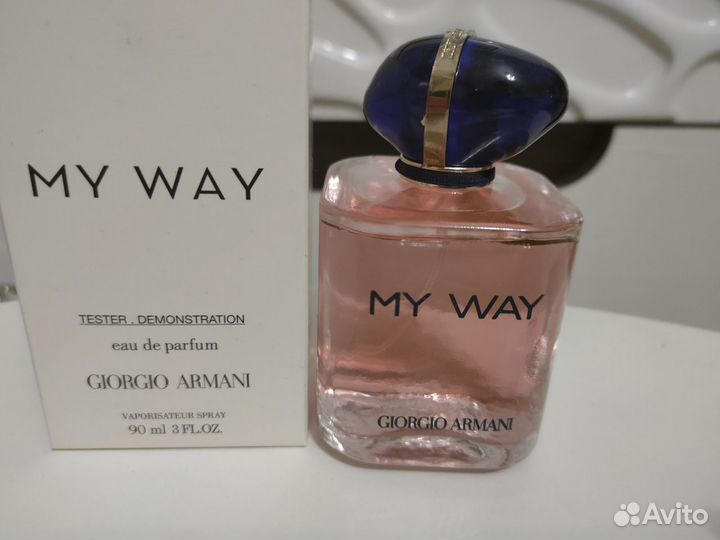 MY WAY
TESTER . DEMONSTRATION
eau de parfum
GIORGIO ARMANI
VAPORISATEUR SPRAY
90 ml 3 FL.OZ.
MY WAY
GIORGIO ARMANI
Avito